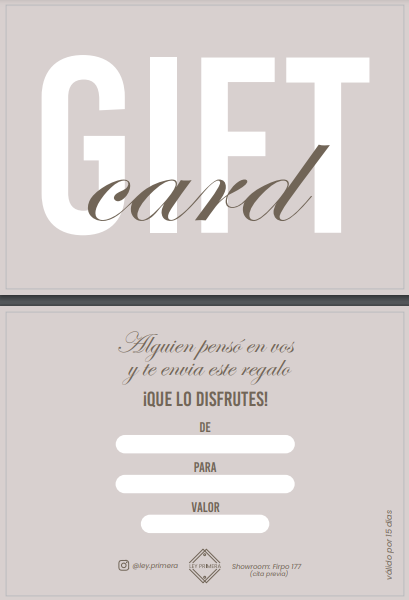 GIFT
card
Alguien pensó en vos
y te envia este regalo
¡QUE LO DISFRUTES!
DE
PARA
VALOR
@ley.primera
LEY PRIMERA
Showroom: Firpo 177
(cita previa)
válido por 15 días